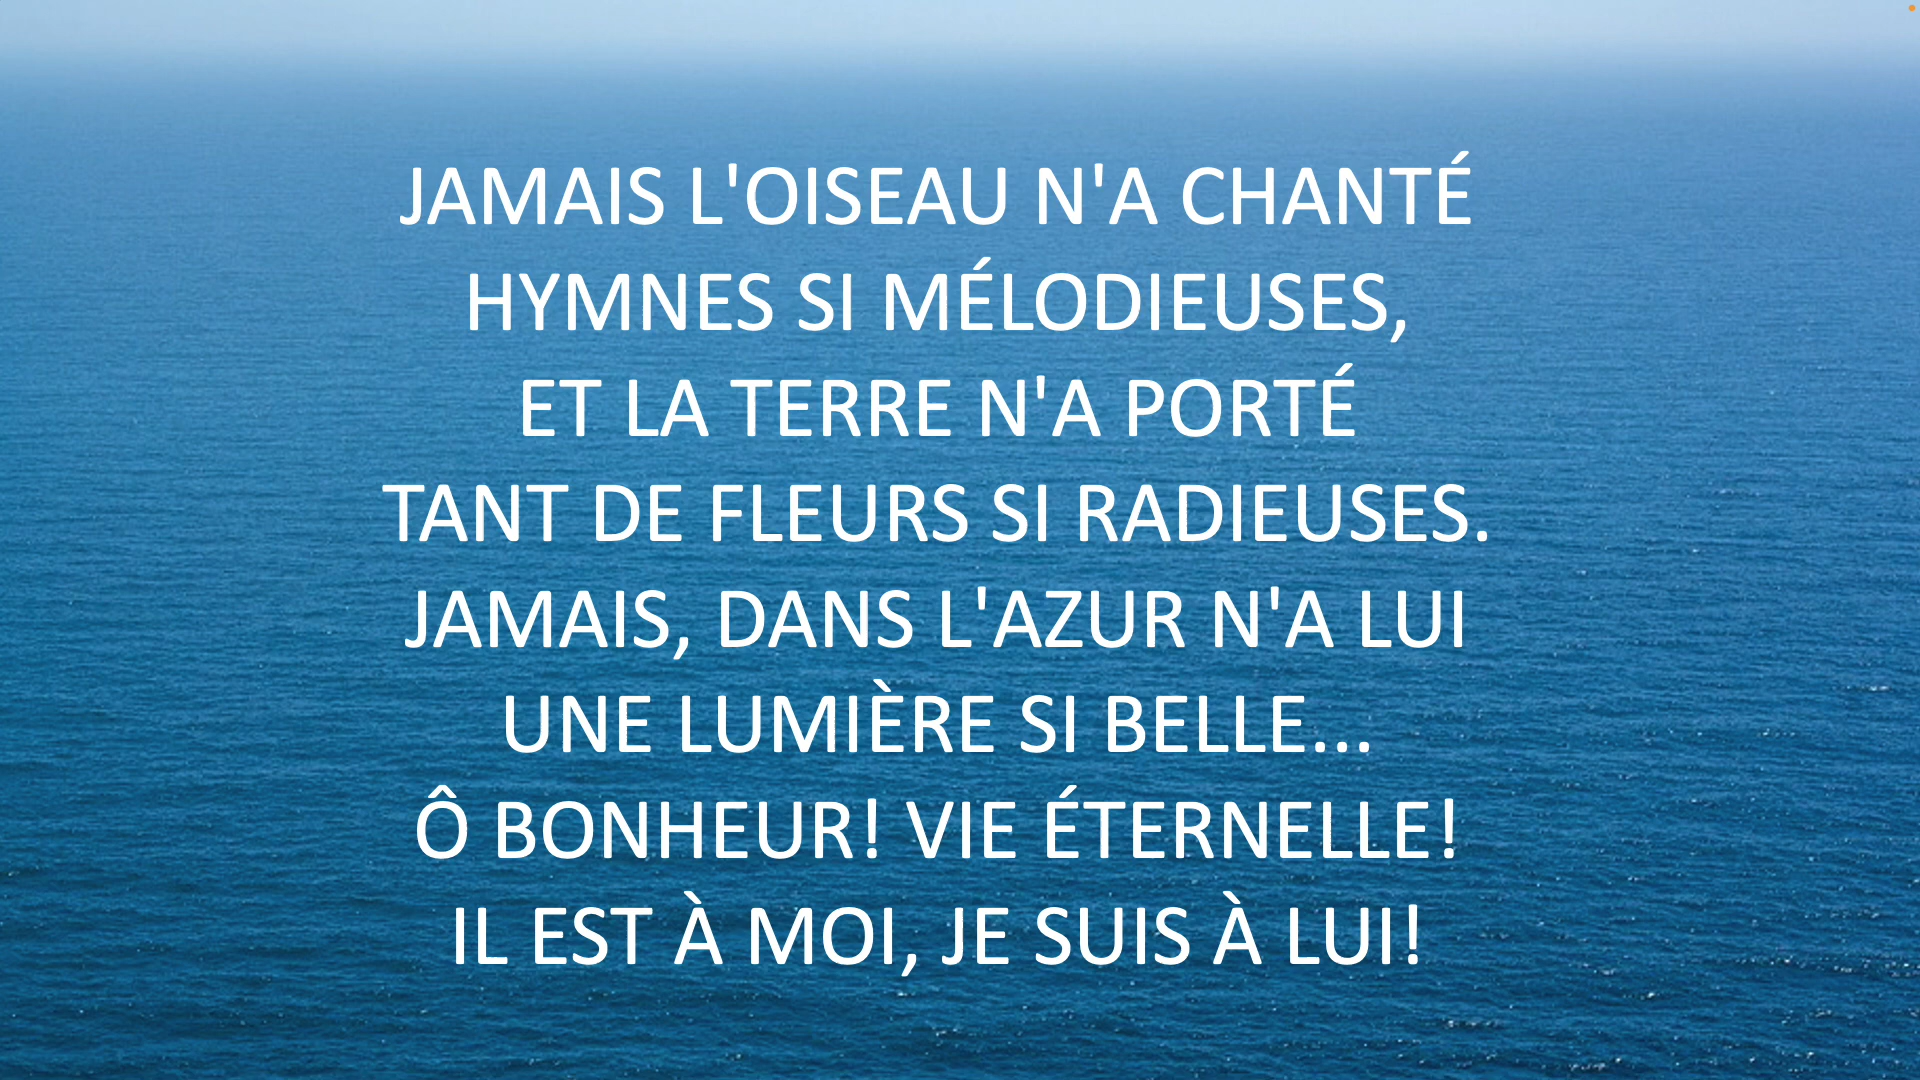 JAMAIS L'OISEAU N'A CHANTÉ
HYMNES SI MÉLODIEUSES,
ET LA TERRE N'A PORTÉ
TANT DE FLEURS SI RADIEUSES.
JAMAIS, DANS L'AZUR N'A LUI
UNE LUMIÈRE SI BELLE...
Ô BONHEUR! VIE ÉTERNELLE!
IL EST À MOI, JE SUIS À LUI!